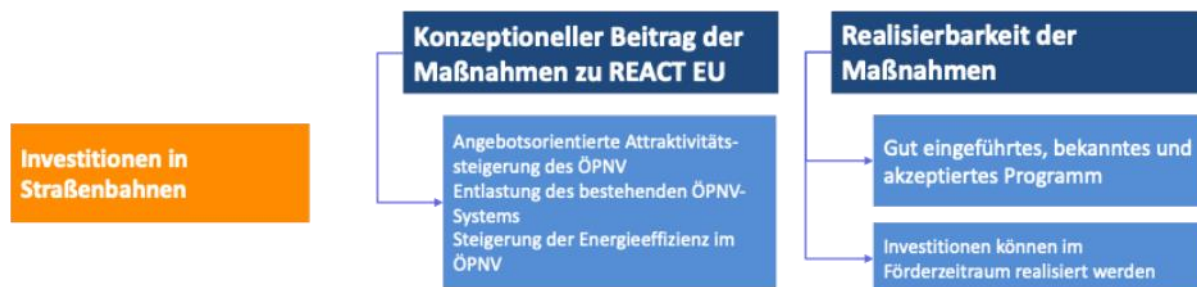 Investitionen in
Straßenbahnen
Konzeptioneller Beitrag der
Maßnahmen zu REACT EU
Angebotsorientierte Attraktivitäts-
steigerung des ÖPNV
Entlastung des bestehenden ÖPNV-
Systems
Steigerung der Energieeffizienz im
ÖPNV
Realisierbarkeit der
Maßnahmen
Gut eingeführtes, bekanntes und
akzeptiertes Programm
Investitionen können im
Förderzeitraum realisiert werden